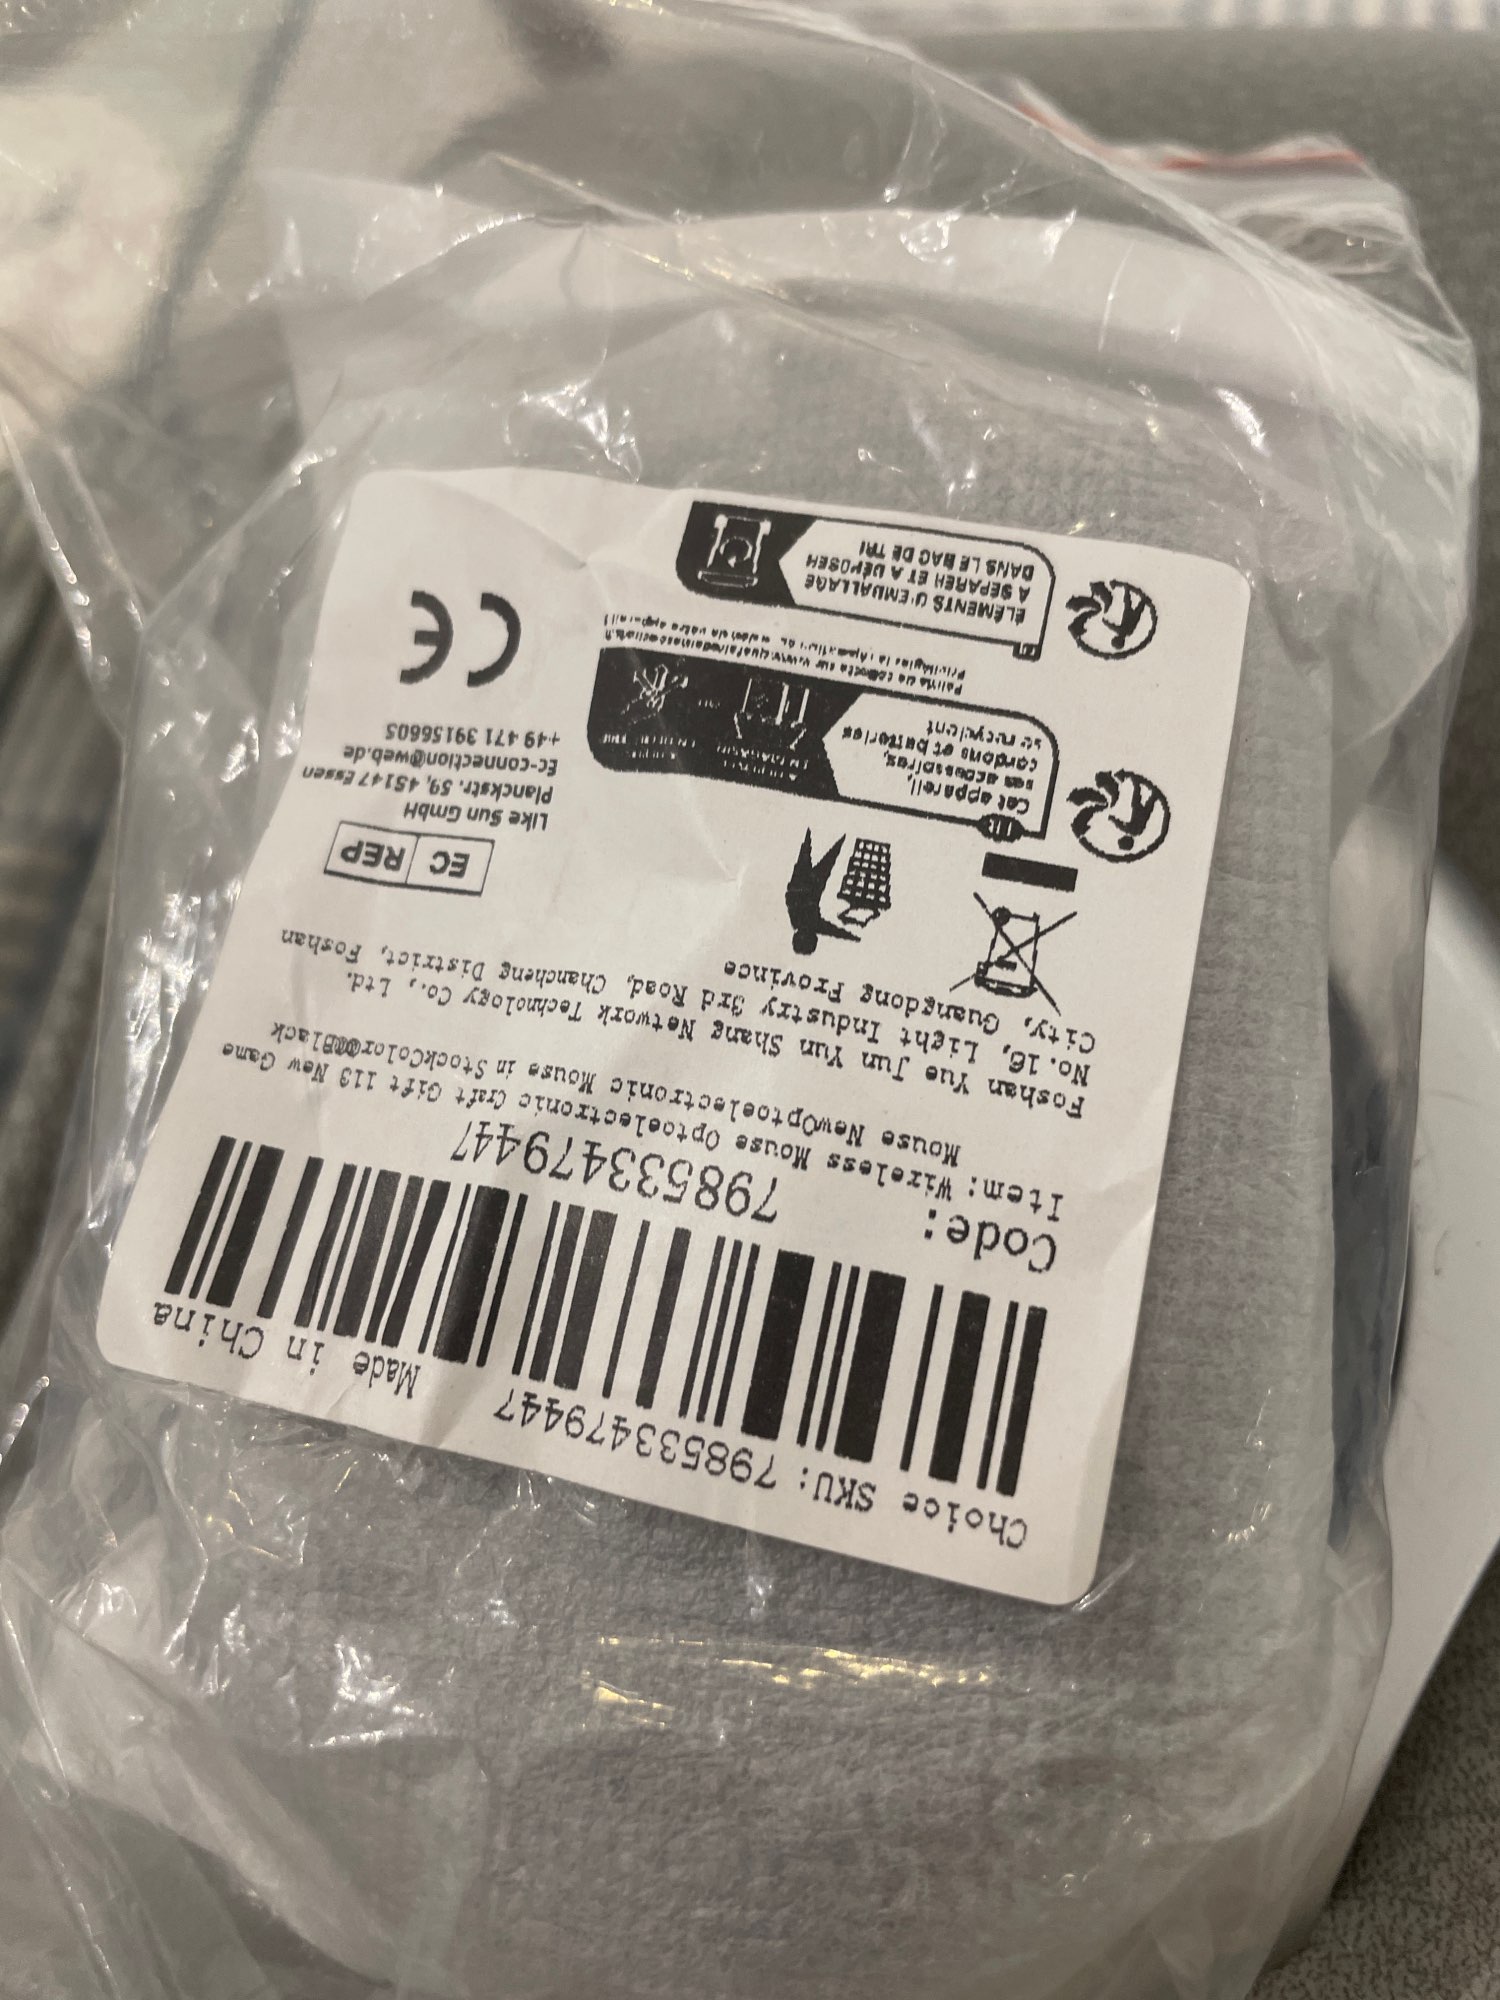 Choice SKU: 798533479447 Made in China
Code: 798533479447
Item: Wireless Mouse Optoelectronic Craft Gift 113 New Game
Mouse NewOptoelectronic Mouse in StockColor@@Black
Foshan Yue Jun Yun Shang Network Technology Co., Ltd.
No. 16, Light Industry 3rd Road, Chancheng District, Foshan
City, Guangdong Province
EC REP
Like Sun GmbH
Planckstr. 59, 45147 Essen
Ec-connection@web.de
+49 471 39156605
CE
Cet appareil,
ses accessoires,
cordons et batteries
se recyclent
ÉLÉMENTS D'EMBALLAGE
A SÉPARER ET A DÉPOSER
DANS LE BAC DE TRI